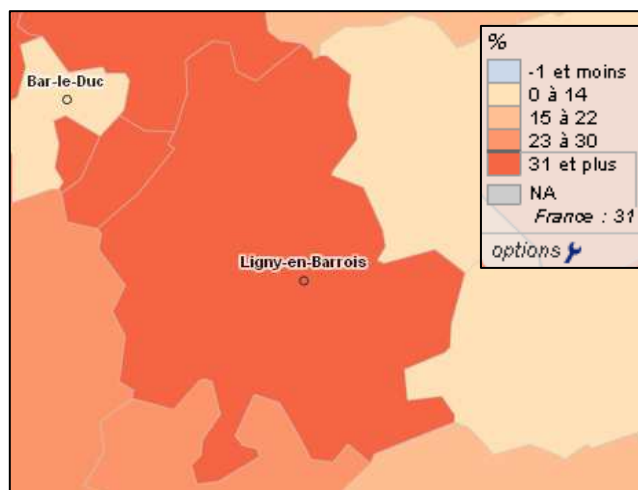 Bar-le-Duc
Ligny-en-Barrois
%
-1 et moins
0 à 14
15 à 22
23 à 30
31 et plus
NA
France : 31
options